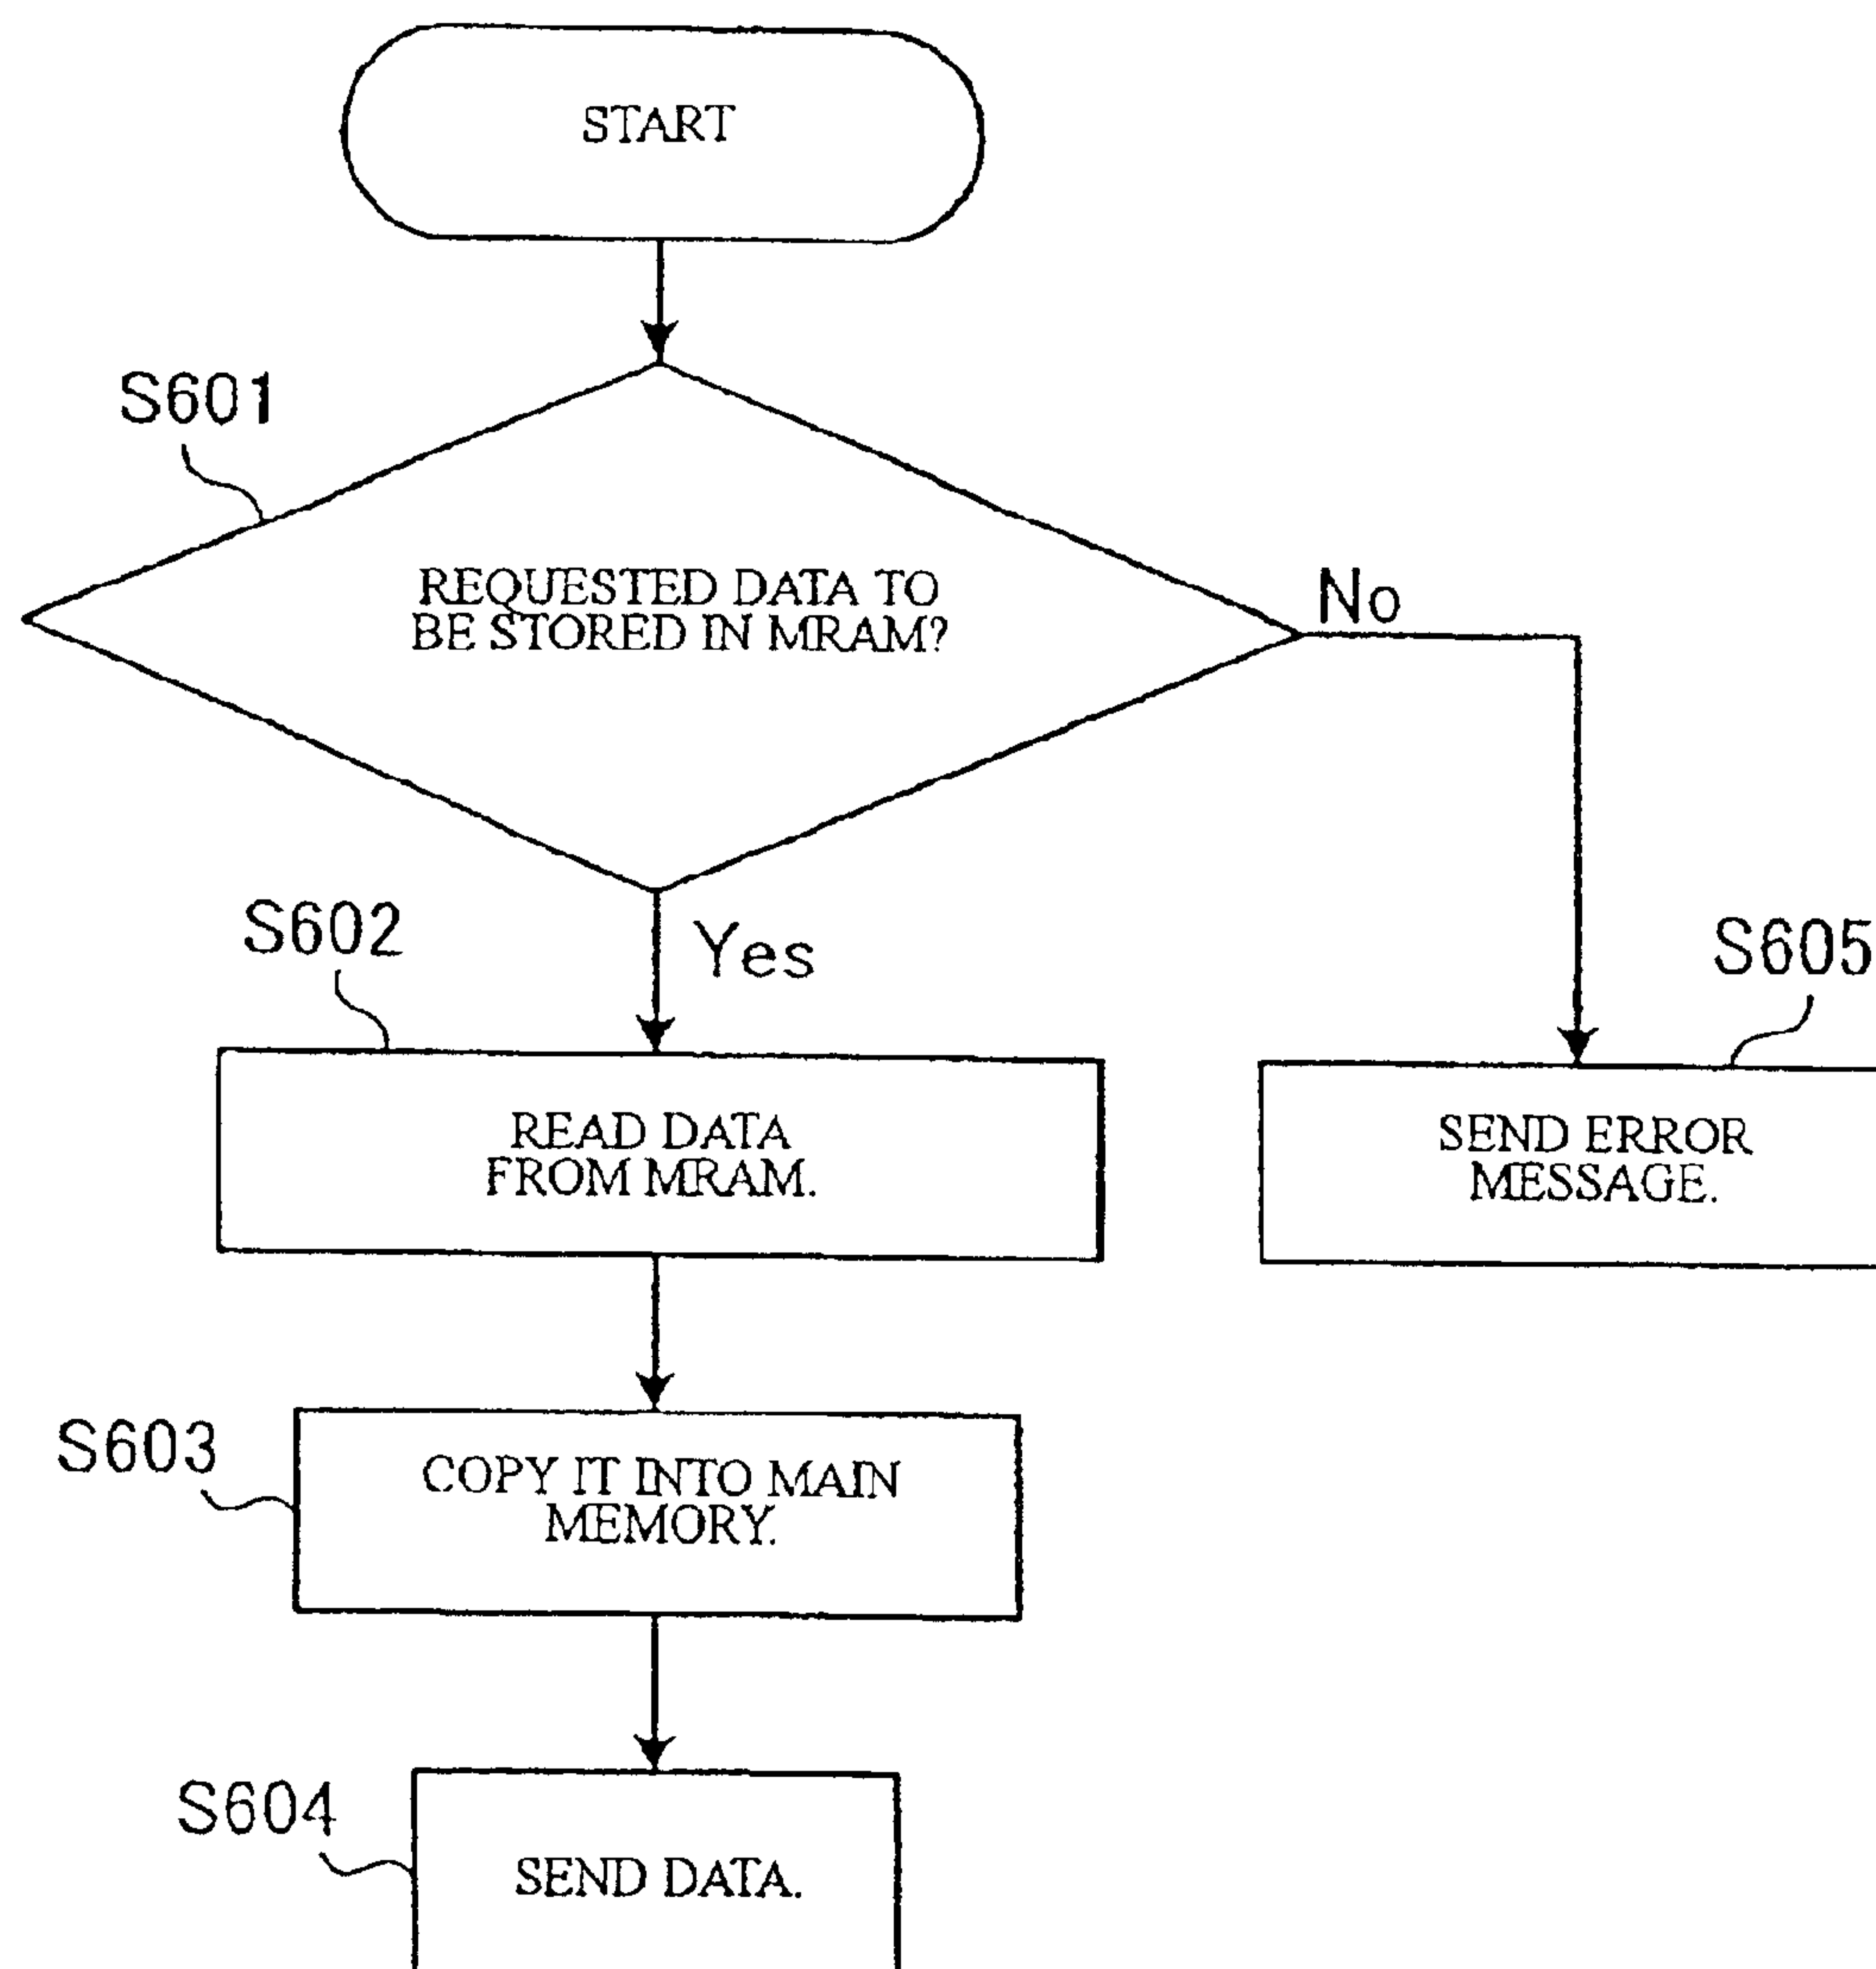 START
S601
REQUESTED DATA TO
BE STORED IN MRAM?
No
S602
Yes
S605
READ DATA
FROM MRAM.
SEND ERROR
MESSAGE.
S603
COPY IT INTO MAIN
MEMORY.
S604
SEND DATA.